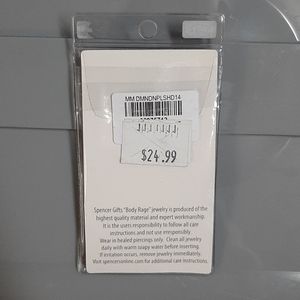 MM DMNDNPLSHD14
$24.99
Spencer Gifts "Body Rage" jewelry is produced of the
highest quality material and expert workmanship.
It is the users responsibility to follow all care
instructions and not use irresponsibly.
Wear in healed piercings only. Clean all jewelry
daily with warm soapy water before inserting.
If irritation occurs, remove jewelry immediately.
Visit spencersonline.com for additional care instructions.